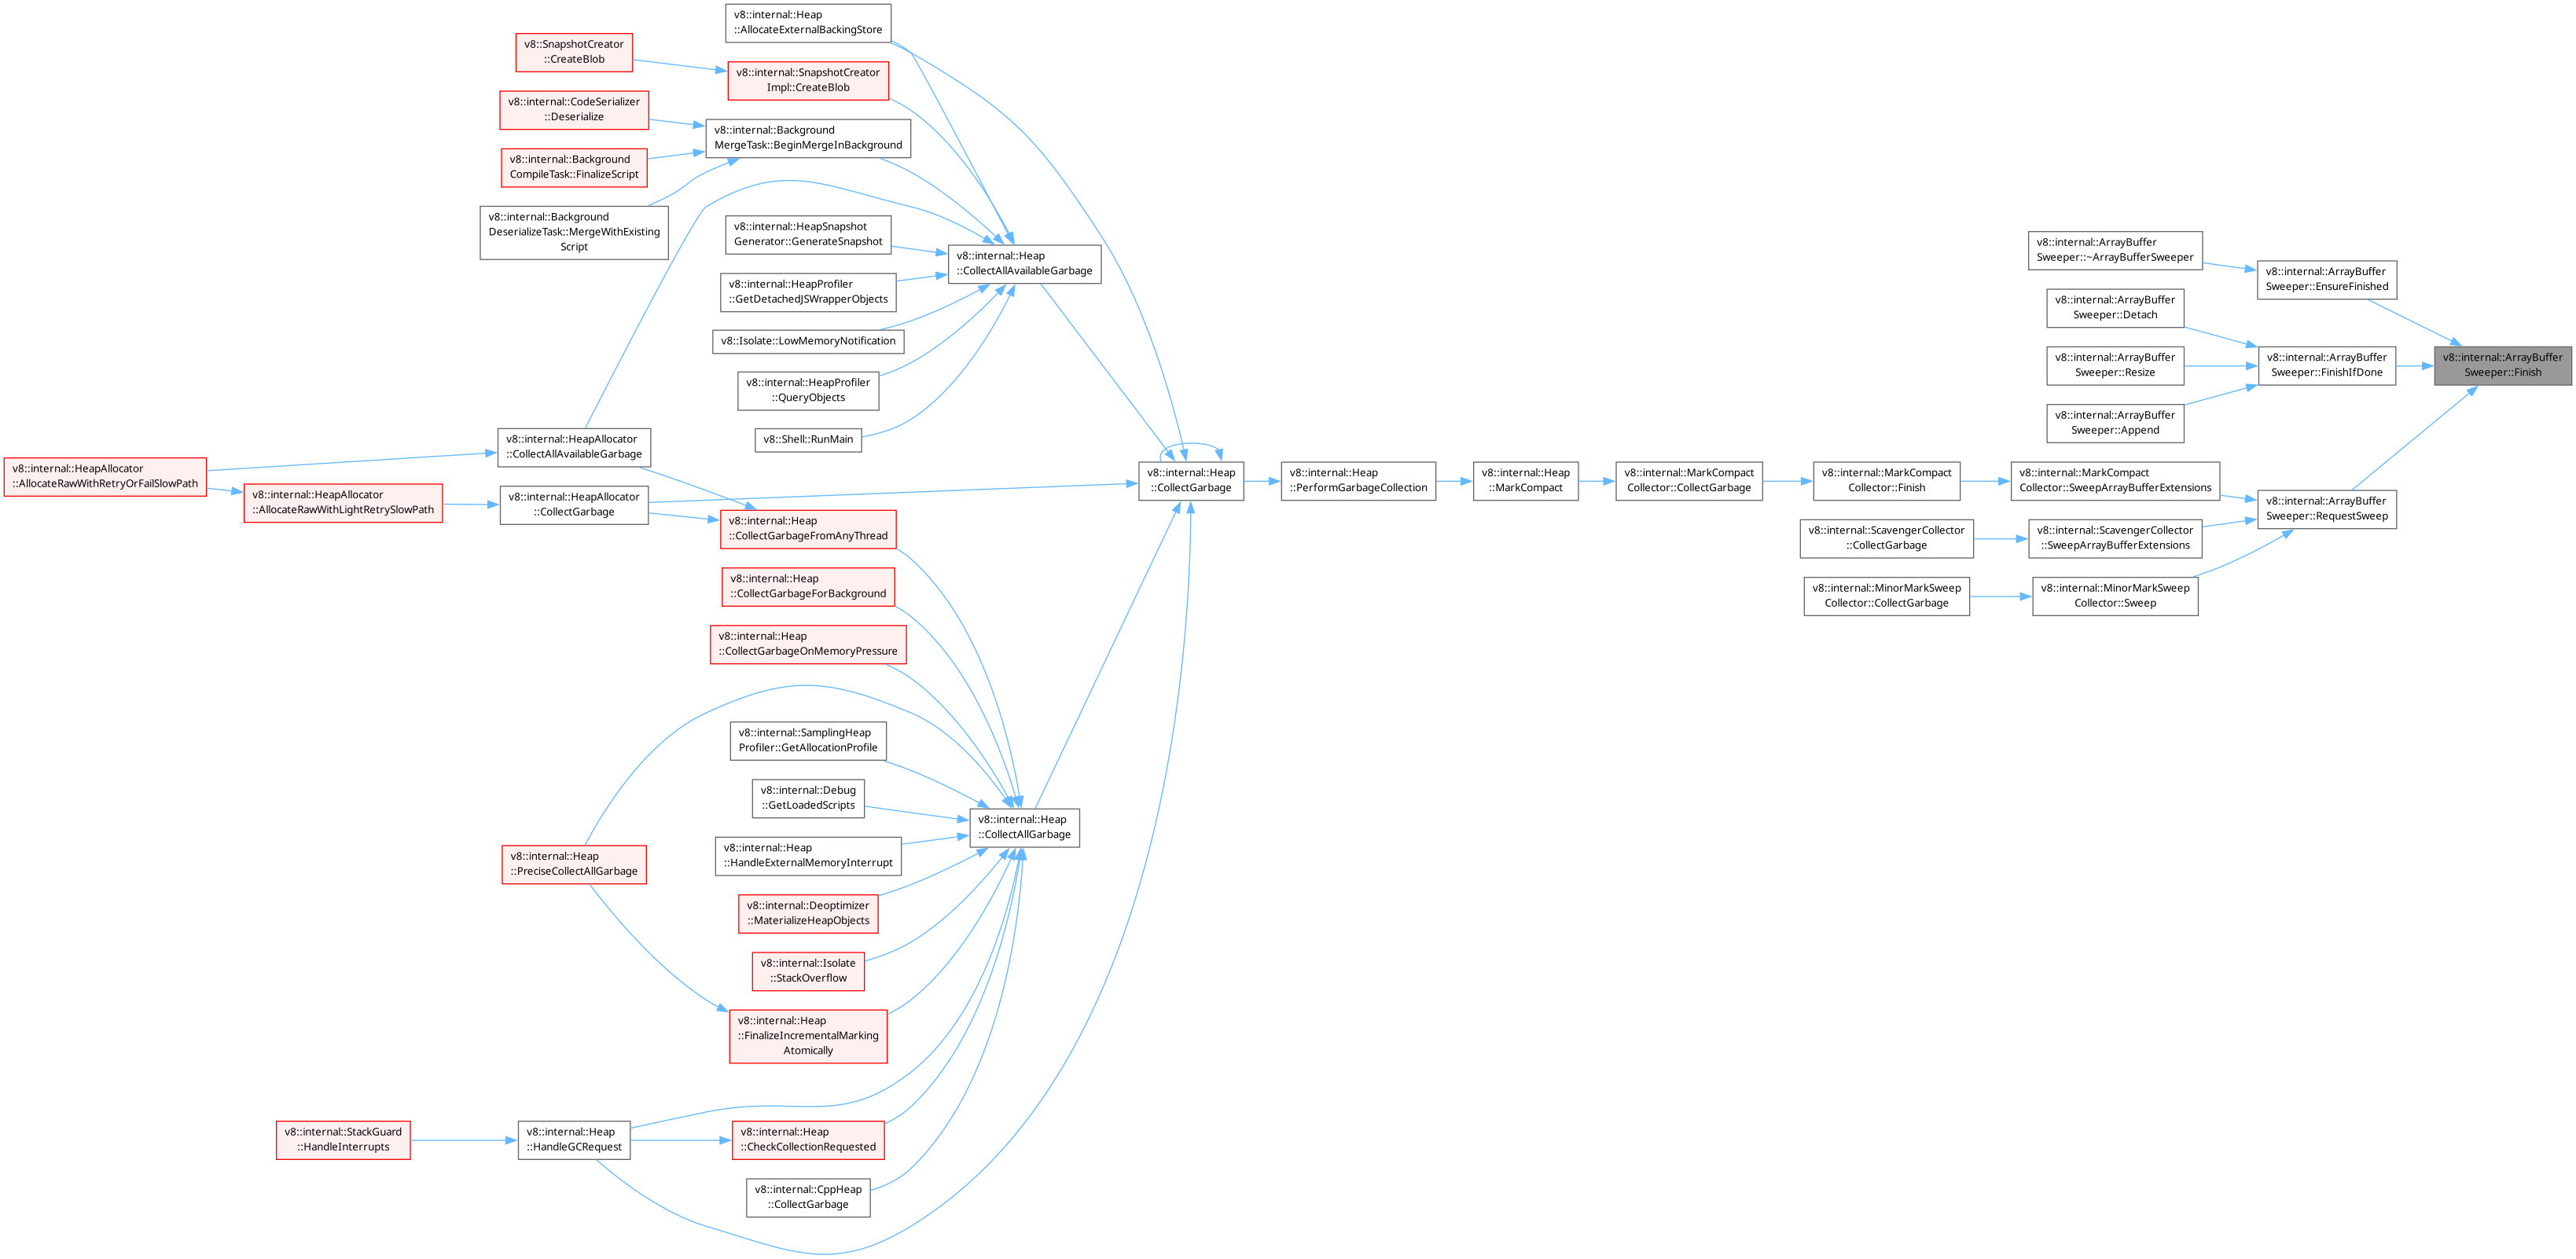 v8::internal::Heap
::AllocateExternalBackingStore
v8::SnapshotCreator
::CreateBlob
v8::internal::SnapshotCreator
Impl::CreateBlob
v8::internal::CodeSerializer
::Deserialize
v8::internal::Background
MergeTask::BeginMergeInBackground
v8::internal::Background
CompileTask::FinalizeScript
v8::internal::Background
DeserializeTask::MergeWithExisting
Script
v8::internal::HeapSnapshot
Generator::GenerateSnapshot
v8::internal::Heap
::CollectAllAvailableGarbage
v8::internal::HeapProfiler
::GetDetachedJSWrapperObjects
v8::Isolate::LowMemoryNotification
v8::internal::HeapProfiler
::QueryObjects
v8::Shell::RunMain
v8::internal::HeapAllocator
::CollectAllAvailableGarbage
v8::internal::HeapAllocator
::AllocateRawWithRetryOrFailSlowPath
v8::internal::HeapAllocator
::AllocateRawWithLightRetrySlowPath
v8::internal::HeapAllocator
::CollectGarbage
v8::internal::Heap
::CollectGarbageFromAnyThread
v8::internal::Heap
::CollectGarbageForBackground
v8::internal::Heap
::CollectGarbageOnMemoryPressure
v8::internal::SamplingHeap
Profiler::GetAllocationProfile
v8::internal::Debug
::GetLoadedScripts
v8::internal::Heap
::CollectAllGarbage
v8::internal::Heap
::HandleExternalMemoryInterrupt
v8::internal::Heap
::PreciseCollectAllGarbage
v8::internal::Deoptimizer
::MaterializeHeapObjects
v8::internal::Isolate
::StackOverflow
v8::internal::Heap
::FinalizeIncrementalMarking
Atomically
v8::internal::StackGuard
::HandleInterrupts
v8::internal::Heap
::HandleGCRequest
v8::internal::Heap
::CheckCollectionRequested
v8::internal::CppHeap
::CollectGarbage
v8::internal::Heap
::CollectGarbage
v8::internal::Heap
::PerformGarbageCollection
v8::internal::Heap
::MarkCompact
v8::internal::MarkCompact
Collector::CollectGarbage
v8::internal::MarkCompact
Collector::Finish
v8::internal::MarkCompact
Collector::SweepArrayBufferExtensions
v8::internal::ScavengerCollector
::CollectGarbage
v8::internal::ScavengerCollector
::SweepArrayBufferExtensions
v8::internal::MinorMarkSweep
Collector::CollectGarbage
v8::internal::MinorMarkSweep
Collector::Sweep
v8::internal::ArrayBuffer
Sweeper::~ArrayBufferSweeper
v8::internal::ArrayBuffer
Sweeper::EnsureFinished
v8::internal::ArrayBuffer
Sweeper::Detach
v8::internal::ArrayBuffer
Sweeper::Resize
v8::internal::ArrayBuffer
Sweeper::FinishIfDone
v8::internal::ArrayBuffer
Sweeper::Finish
v8::internal::ArrayBuffer
Sweeper::Append
v8::internal::ArrayBuffer
Sweeper::RequestSweep